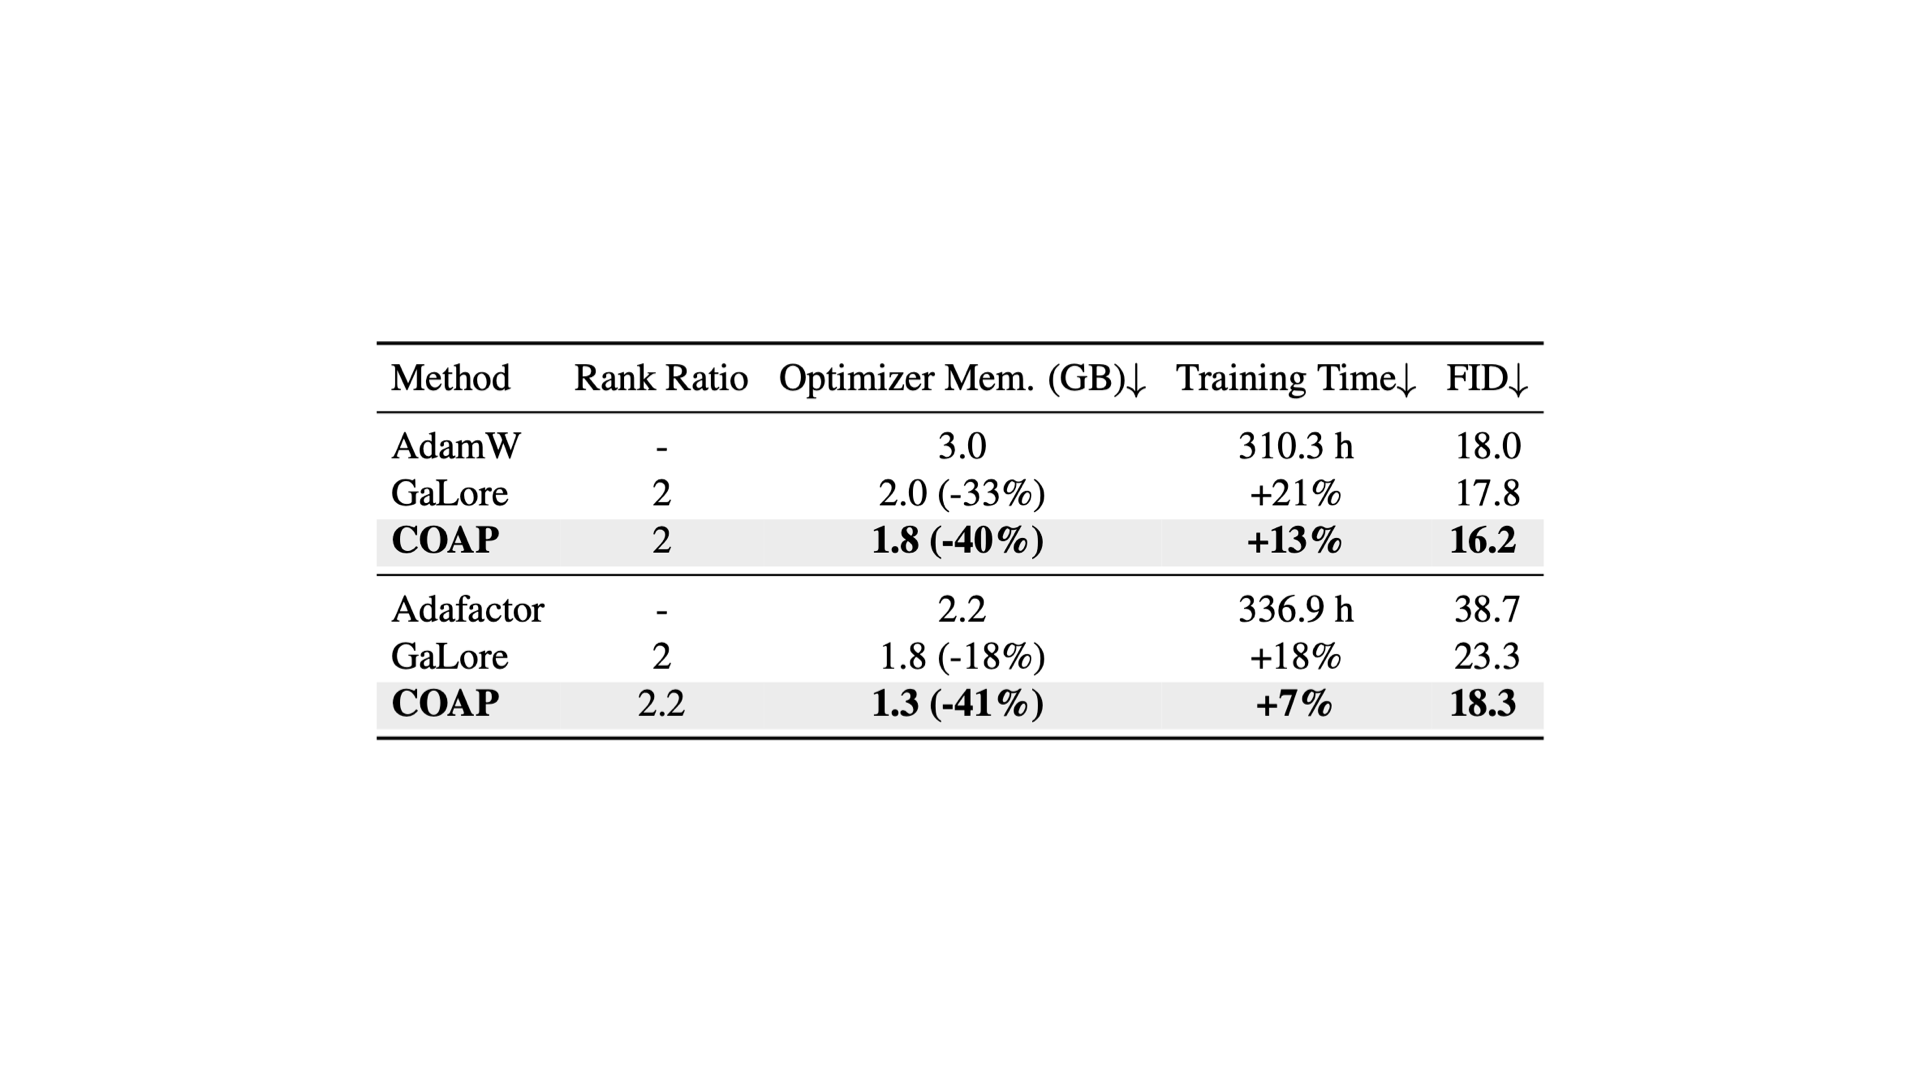 Method Rank Ratio Optimizer Mem. (GB)↓ Training Time↓ FID↓
AdamW - 3.0 310.3 h 18.0
GaLore 2 2.0 (-33%) +21% 17.8
COAP 2 1.8 (-40%) +13% 16.2
Adafactor - 2.2 336.9 h 38.7
GaLore 2 1.8 (-18%) +18% 23.3
COAP 2.2 1.3 (-41%) +7% 18.3